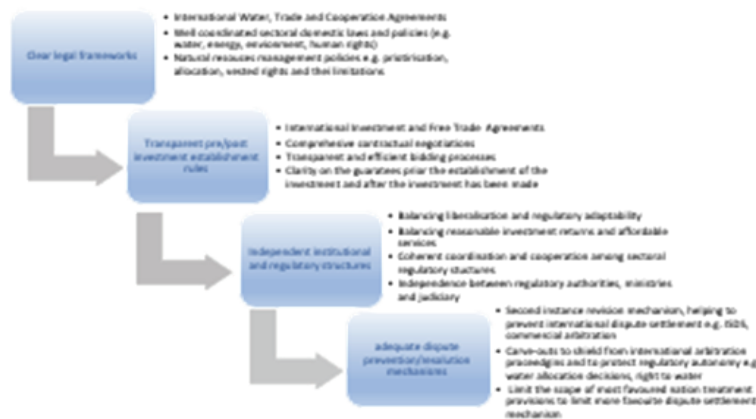 Clear legal frameworks
• International Water, Trade and Cooperation Agreements
• Well coordinated sectoral domestic laws and policies (e.g.
water, energy, environment, human rights)
• Natural resources management policies e.g.
allocation, vested rights and limitations
Transparent pre/post
investment establishment
rules
• International Investment and Free Trade Agreements
• contractual negotiations
• Transparent and efficient bidding processes
• Clarity on the prior the establishment of the
investment and after the investment has been made
Independent institutional
and regulatory structures
• Balancing liberalisation and regulatory adaptability
• Balancing reasonable investment returns and affordable
services
• Coherent coordination and cooperation among sectoral
regulatory
• Independence between regulatory authorities, ministries
and judiciary
adequate dispute
prevention/resolution
mechanisms
• Second instance revision mechanism, helping to
prevent international dispute settlement e.g. ISDS,
commercial arbitration
• Carve-outs to shield from international arbitration
and to protect regulatory autonomy e.g
water allocation decisions, right to water
• Limit the scope of most favoured nation treatment
provisions to limit more dispute settlement
mechanism